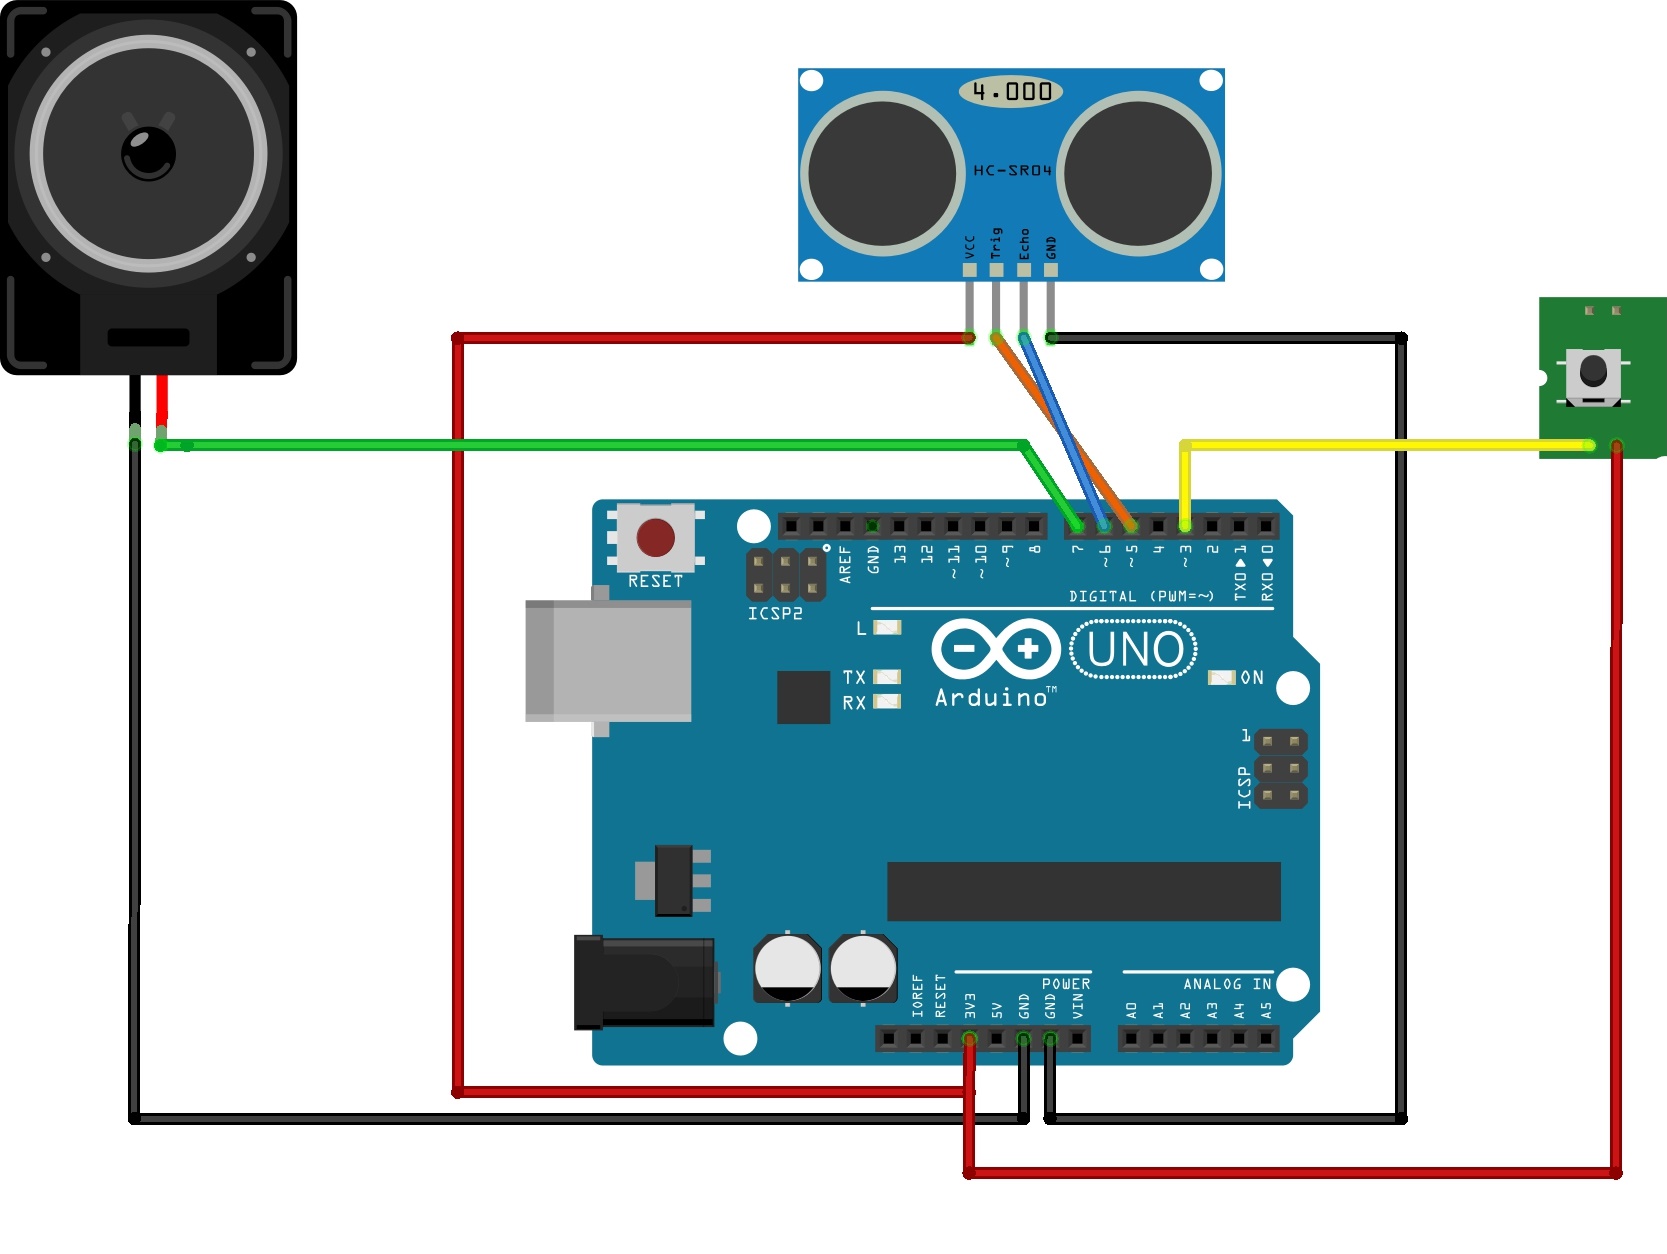 4.000
HC-SR04
VCC
Trig
Echo
GND
RESET
ICSP2
AREF
GND
13
12
~11
~10
~9
8
7
~6
~5
4
~3
2
TX0▶1
RX0◀0
DIGITAL (PWM=~)
L
TX
RX
UNO
Arduino™
ON
1
ICSP
POWER
ANALOG IN
IOREF
RESET
3V3
5V
GND
GND
VIN
A0
A1
A2
A3
A4
A5